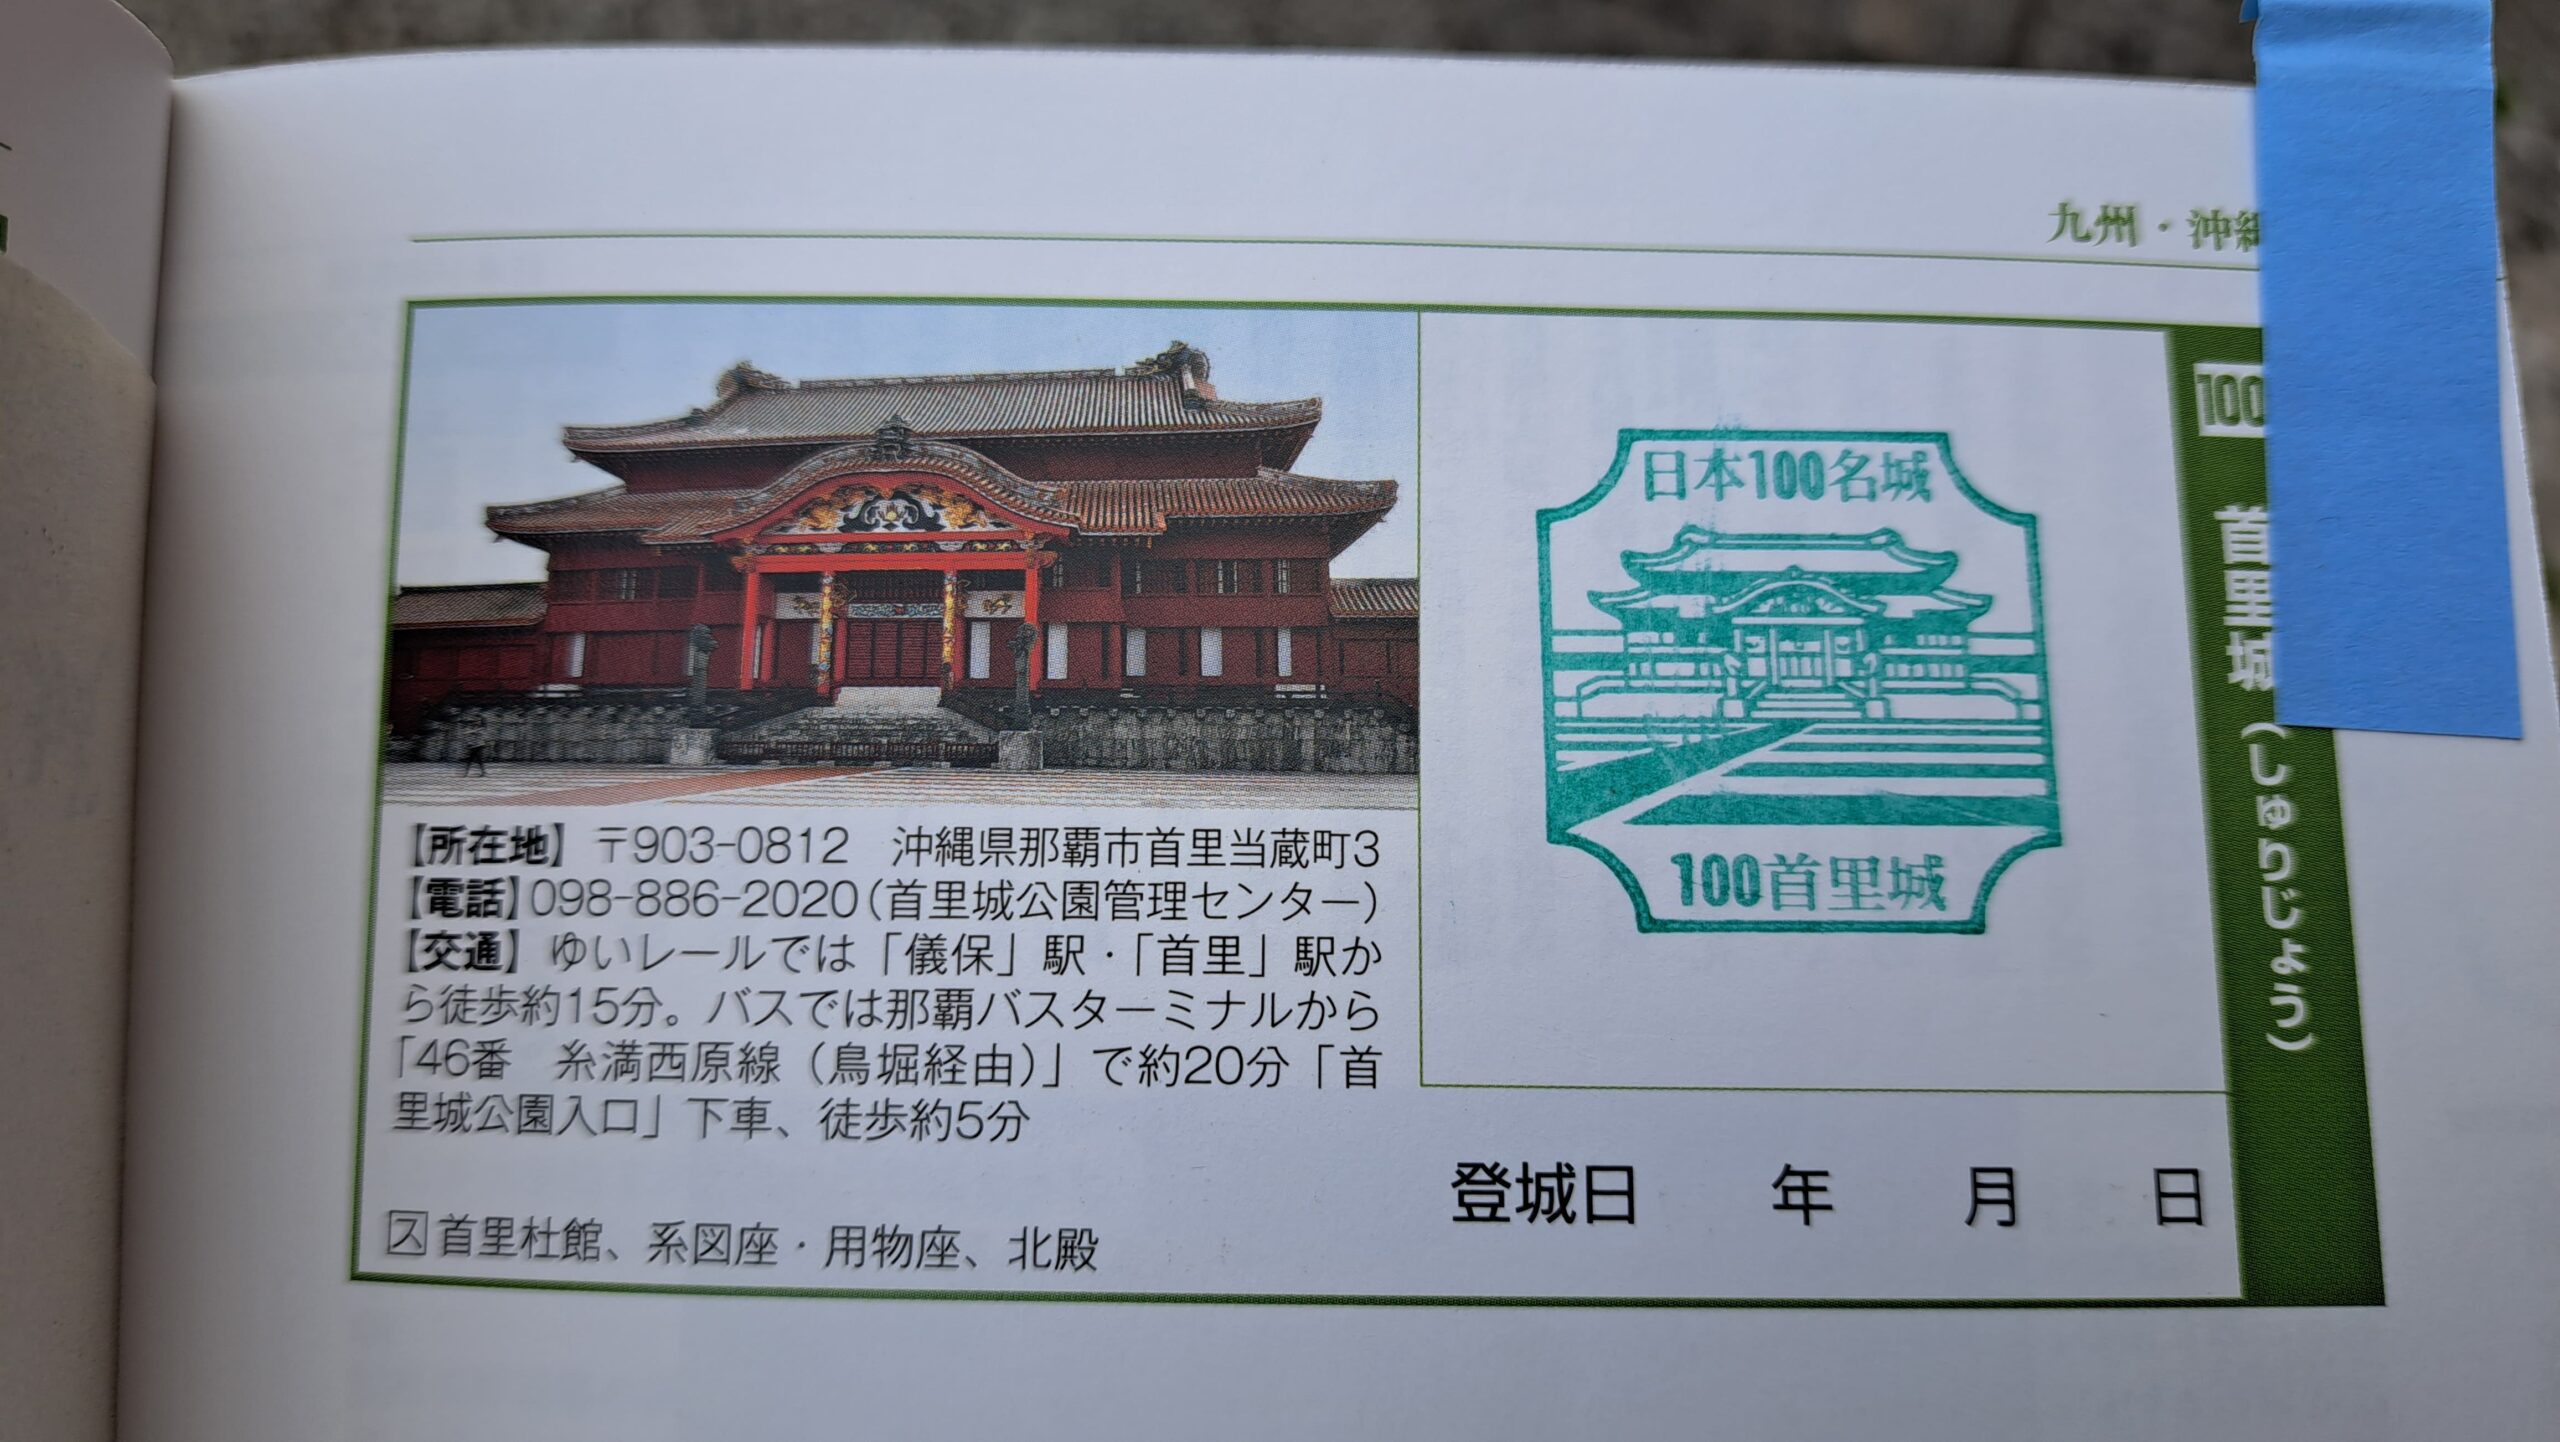 九州・沖縄
100 首里城(しゅりじょう)
日本100名城
100首里城
【所在地】 〒903-0812 沖縄県那覇市首里当蔵町3
【電話】098-886-2020(首里城公園管理センター)
【交通】ゆいレールでは「儀保」駅・「首里」駅か
ら徒歩約15分。バスでは那覇バスターミナルから
「46番 糸満西原線(鳥堀経由)」で約20分「首
里城公園入口」下車、徒歩約5分
ス 首里杜館、系図座・用物座、北殿
登城日 年 月 日